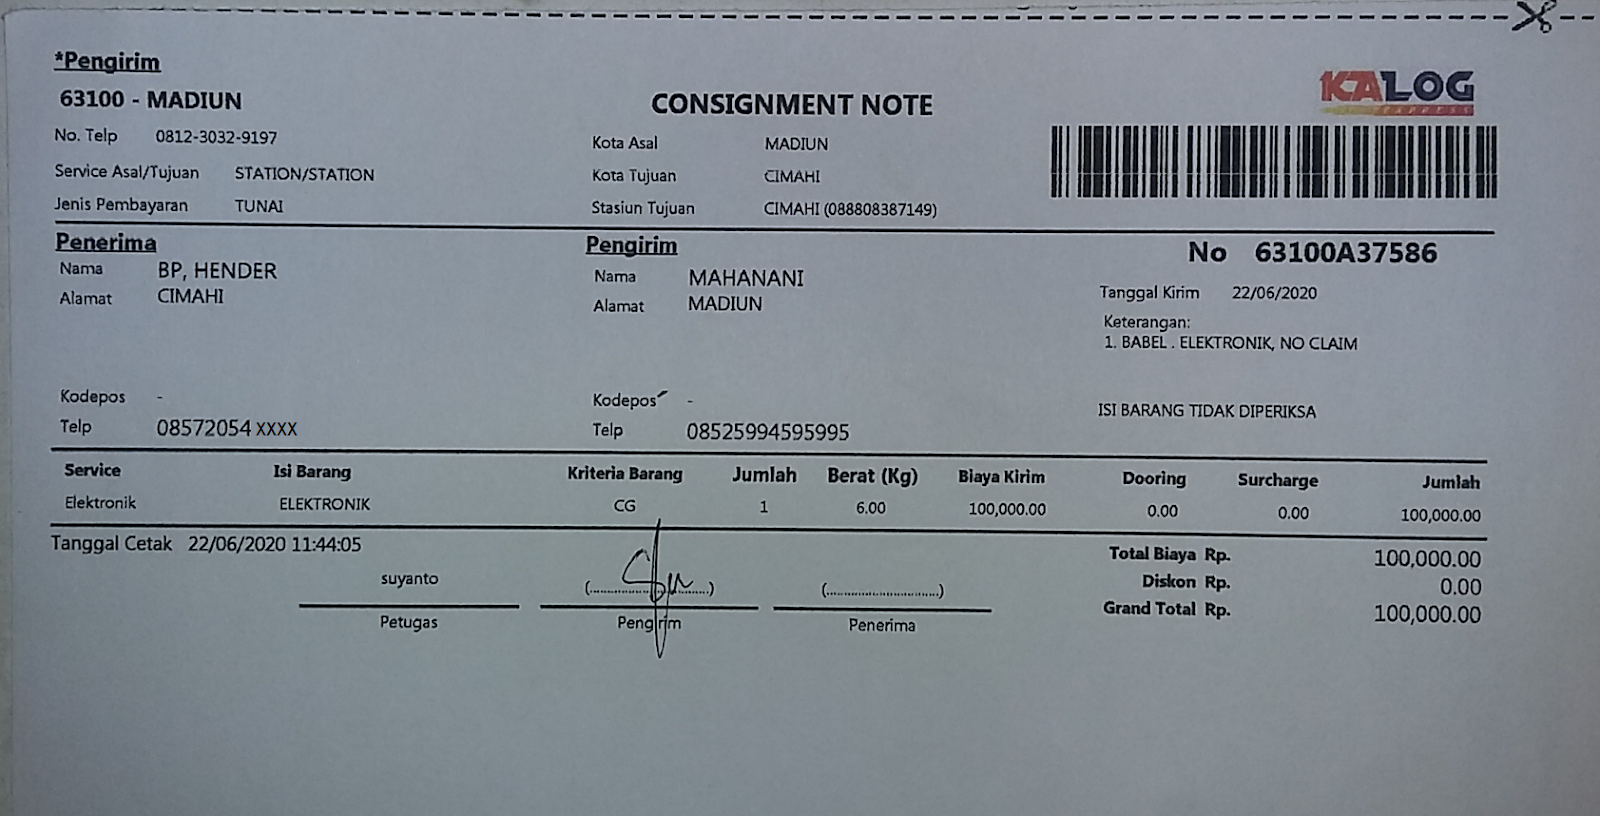 *Pengirim
63100 - MADIUN
No. Telp 0812-3032-9197
Service Asal/Tujuan STATION/STATION
Jenis Pembayaran TUNAI
CONSIGNMENT NOTE
Kota Asal MADIUN
Kota Tujuan CIMAHI
Stasiun Tujuan CIMAHI (088808387149)
KALOG
EXPRESS
Penerima
Nama BP, HENDER
Alamat CIMAHI
Kodepos -
Telp 08572054 XXXX
Pengirim
Nama MAHANANI
Alamat MADIUN
Kodepos -
Telp 08525994595995
No 63100A37586
Tanggal Kirim 22/06/2020
Keterangan:
1. BABEL . ELEKTRONIK, NO CLAIM
ISI BARANG TIDAK DIPERIKSA
Service Isi Barang Kriteria Barang Jumlah Berat (Kg) Biaya Kirim Dooring Surcharge Jumlah
Elektronik ELEKTRONIK CG 1 6.00 100,000.00 0.00 0.00 100,000.00
Tanggal Cetak 22/06/2020 11:44:05
Total Biaya Rp. 100,000.00
Diskon Rp. 0.00
Grand Total Rp. 100,000.00
suyanto (..............................) (..............................)
Petugas Pengirim Penerima